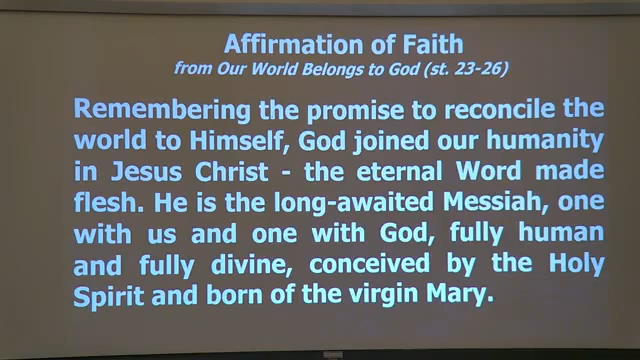 Affirmation of Faith
from Our World Belongs to God (st. 23-26)
Remembering the promise to reconcile the
world to Himself, God joined our humanity
in Jesus Christ - the eternal Word made
flesh. He is the long-awaited Messiah, one
with us and one with God, fully human
and fully divine, conceived by the Holy
Spirit and born of the virgin Mary.